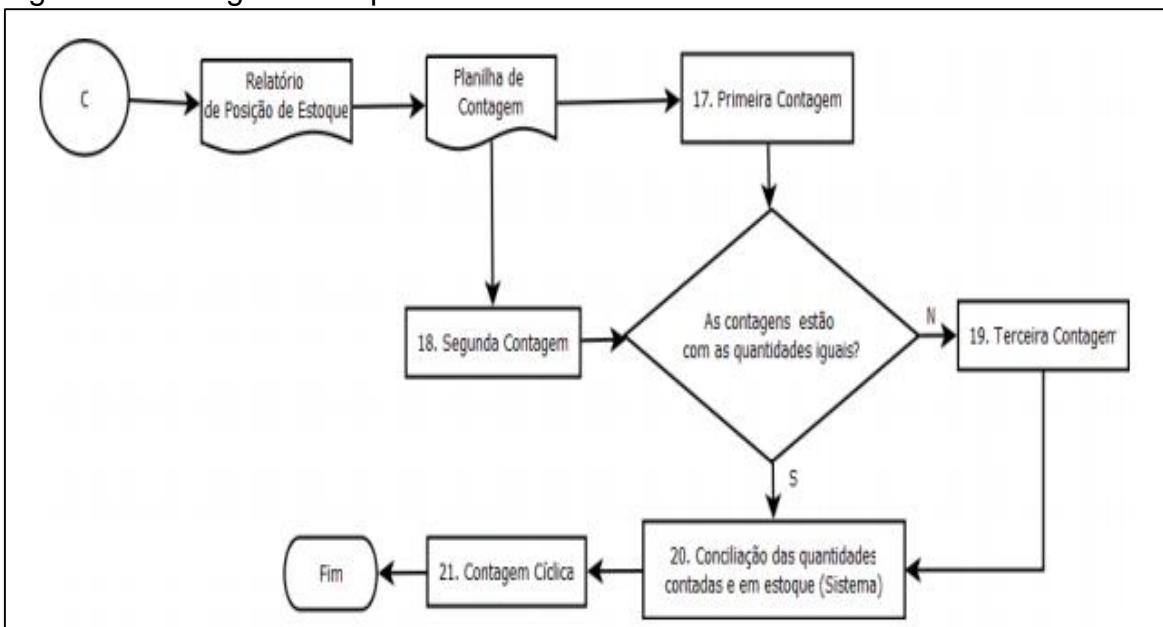 C
Relatório
de Posição de Estoque
Planilha de
Contagem
17. Primeira Contagem
18. Segunda Contagem
As contagens estão
com as quantidades iguais?
N
19. Terceira Contagem
S
20. Conciliação das quantidades
contadas e em estoque (Sistema)
21. Contagem Cíclica
Fim